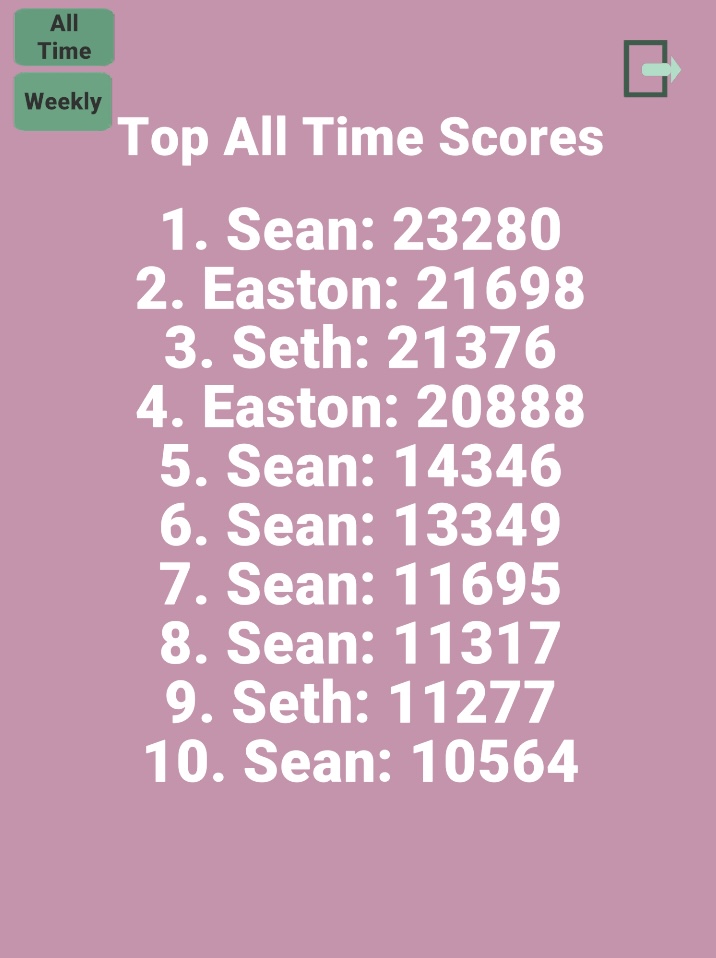 All
Time
Weekly
Top All Time Scores
1. Sean: 23280
2. Easton: 21698
3. Seth: 21376
4. Easton: 20888
5. Sean: 14346
6. Sean: 13349
7. Sean: 11695
8. Sean: 11317
9. Seth: 11277
10. Sean: 10564